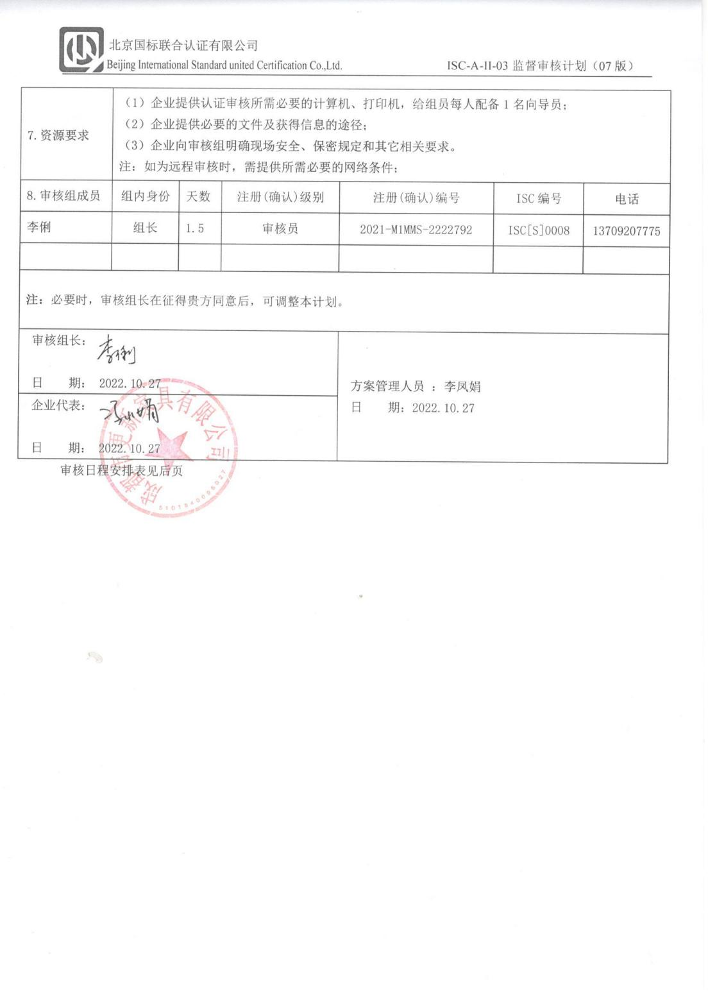 北京国标联合认证有限公司
Beijing International Standard united Certification Co.,Ltd.
ISC-A-II-03 监督审核计划（07 版）
7.资源要求
（1）企业提供认证审核所需必要的计算机、打印机，给组员每人配备 1 名向导员；
（2）企业提供必要的文件及获得信息的途径；
（3）企业向审核组明确现场安全、保密规定和其它相关要求。
注：如为远程审核时，需提供所需必要的网络条件；
8.审核组成员 组内身份 天数 注册(确认)级别 注册(确认)编号 ISC 编号 电话
李俐 组长 1.5 审核员 2021-M1MMS-2222792 ISC[S]0008 13709207775
注：必要时，审核组长在征得贵方同意后，可调整本计划。
审核组长：李俐
日 期：2022.10.27
企业代表：
日 期：2022.10.27
方案管理人员 ：李凤娟
日 期：2022.10.27
成都市更新家具有限公司
5101840095027
审核日程安排表见后页